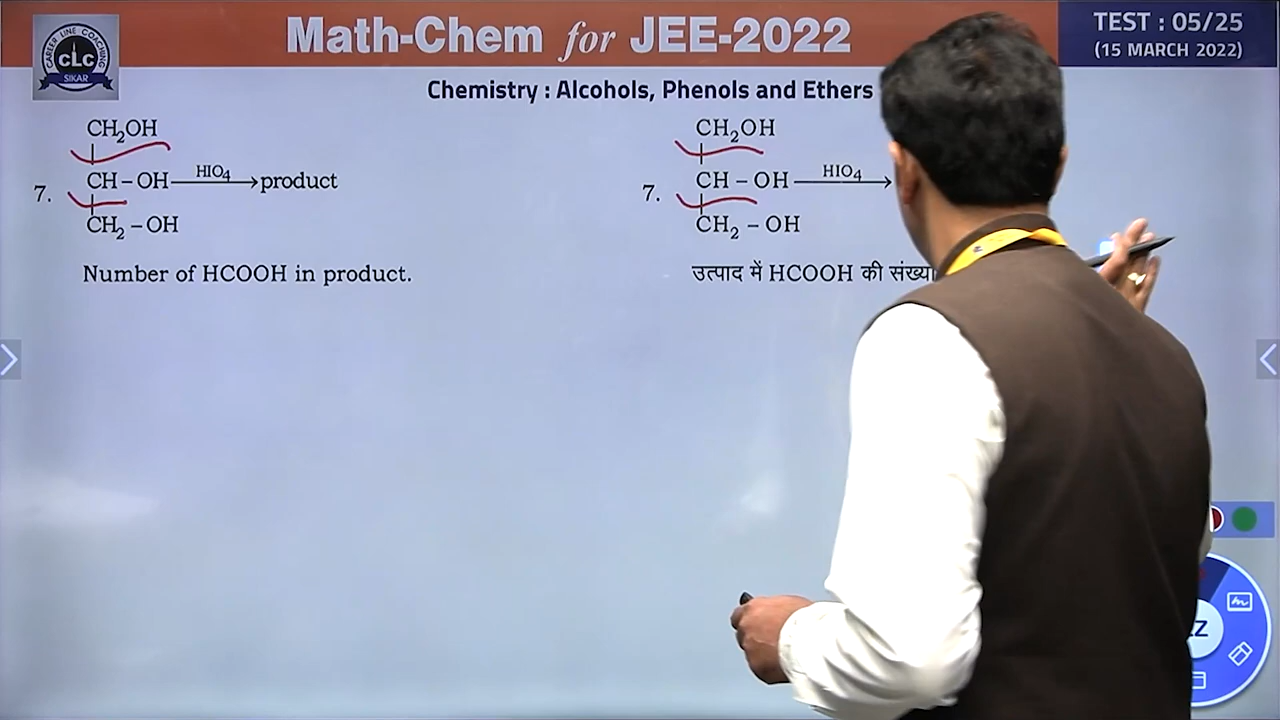 CAREER LINE COACHING
CLC
SIKAR
Math-Chem for JEE-2022
TEST : 05/25
(15 MARCH 2022)
Chemistry : Alcohols, Phenols and Ethers
7.
CH₂OH
|
CH – OH —HIO₄→ product
|
CH₂ – OH
Number of HCOOH in product.
7.
CH₂OH
|
CH – OH —HIO₄→
|
CH₂ – OH
उत्पाद में HCOOH की संख्या
Z